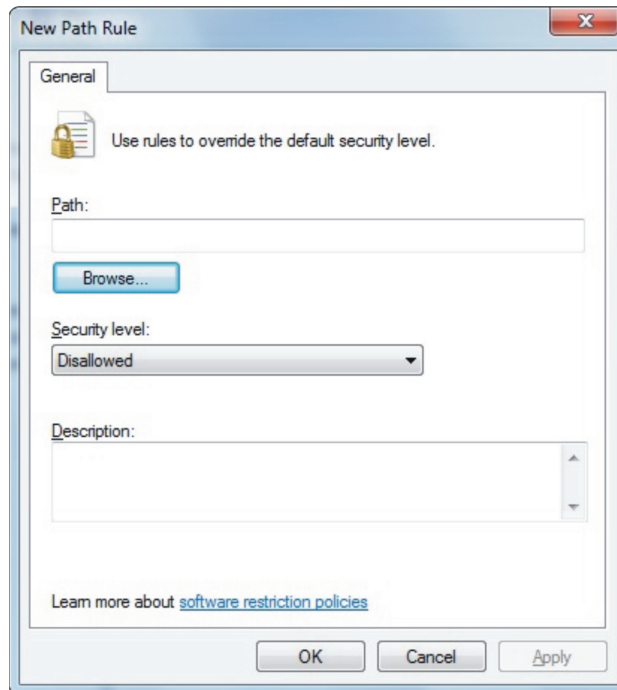 New Path Rule
General
Use rules to override the default security level.
Path:
Browse...
Security level:
Disallowed
Description:
Learn more about software restriction policies
OK Cancel Apply